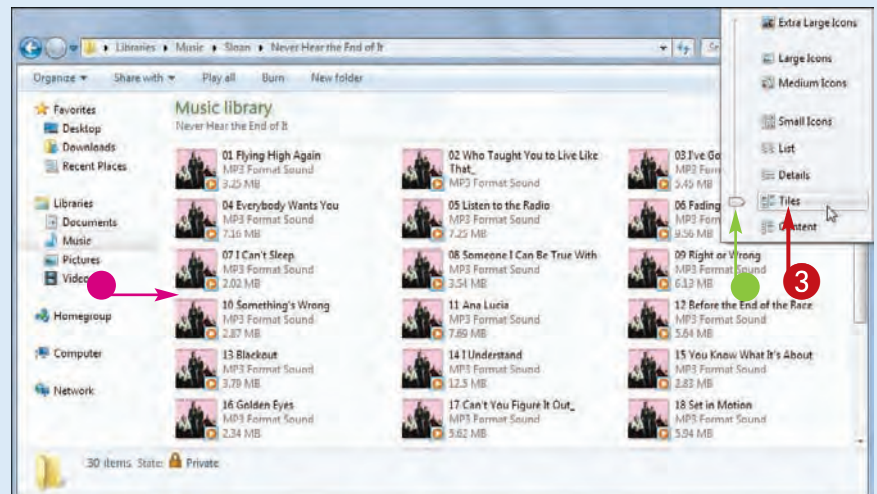 Extra Large Icons
Libraries ▸ Music ▸ Sloan ▸ Never Hear the End of It
Large Icons
Organize ▾ Share with ▾ Play all Burn New folder
Medium Icons
Favorites
Music library
Desktop
Never Hear the End of It
Small Icons
Downloads
Recent Places
01 Flying High Again
MP3 Format Sound
3.25 MB
02 Who Taught You to Live Like That_
MP3 Format Sound
03 I've Go
MP3 Form
5.45 MB
List
Details
Libraries
Documents
Music
Pictures
04 Everybody Wants You
MP3 Format Sound
7.16 MB
05 Listen to the Radio
MP3 Format Sound
7.25 MB
06 Fading
MP3 Form
9.56 MB
Tiles
Content
07 I Can't Sleep
MP3 Format Sound
2.02 MB
08 Someone I Can Be True With
MP3 Format Sound
3.54 MB
09 Right or Wrong
MP3 Format Sound
6.13 MB
3
Homegroup
10 Something's Wrong
MP3 Format Sound
2.87 MB
11 Ana Lucia
MP3 Format Sound
7.69 MB
12 Before the End of the Race
MP3 Format Sound
5.64 MB
Computer
13 Blackout
MP3 Format Sound
3.79 MB
14 I Understand
MP3 Format Sound
12.5 MB
15 You Know What It's About
MP3 Format Sound
2.83 MB
Network
16 Golden Eyes
MP3 Format Sound
2.34 MB
17 Can't You Figure It Out_
MP3 Format Sound
5.62 MB
18 Set in Motion
MP3 Format Sound
5.94 MB
30 items State: Private